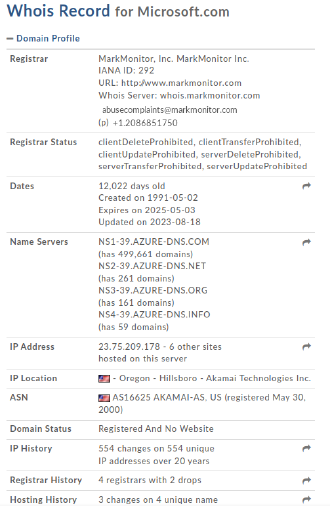 Whois Record for Microsoft.com
Domain Profile
Registrar
MarkMonitor, Inc. MarkMonitor Inc.
IANA ID: 292
URL: http://www.markmonitor.com
Whois Server: whois.markmonitor.com
abusecomplaints@markmonitor.com
(p) +1.2086851750
Registrar Status
clientDeleteProhibited, clientTransferProhibited,
clientUpdateProhibited, serverDeleteProhibited,
serverTransferProhibited, serverUpdateProhibited
Dates
12,022 days old
Created on 1991-05-02
Expires on 2025-05-03
Updated on 2023-08-18
Name Servers
NS1-39.AZURE-DNS.COM
(has 499,661 domains)
NS2-39.AZURE-DNS.NET
(has 261 domains)
NS3-39.AZURE-DNS.ORG
(has 161 domains)
NS4-39.AZURE-DNS.INFO
(has 59 domains)
IP Address
23.75.209.178 - 6 other sites
hosted on this server
IP Location
- Oregon - Hillsboro - Akamai Technologies Inc.
ASN
AS16625 AKAMAI-AS, US (registered May 30,
2000)
Domain Status
Registered And No Website
IP History
554 changes on 554 unique
IP addresses over 20 years
Registrar History
4 registrars with 2 drops
Hosting History
3 changes on 4 unique name